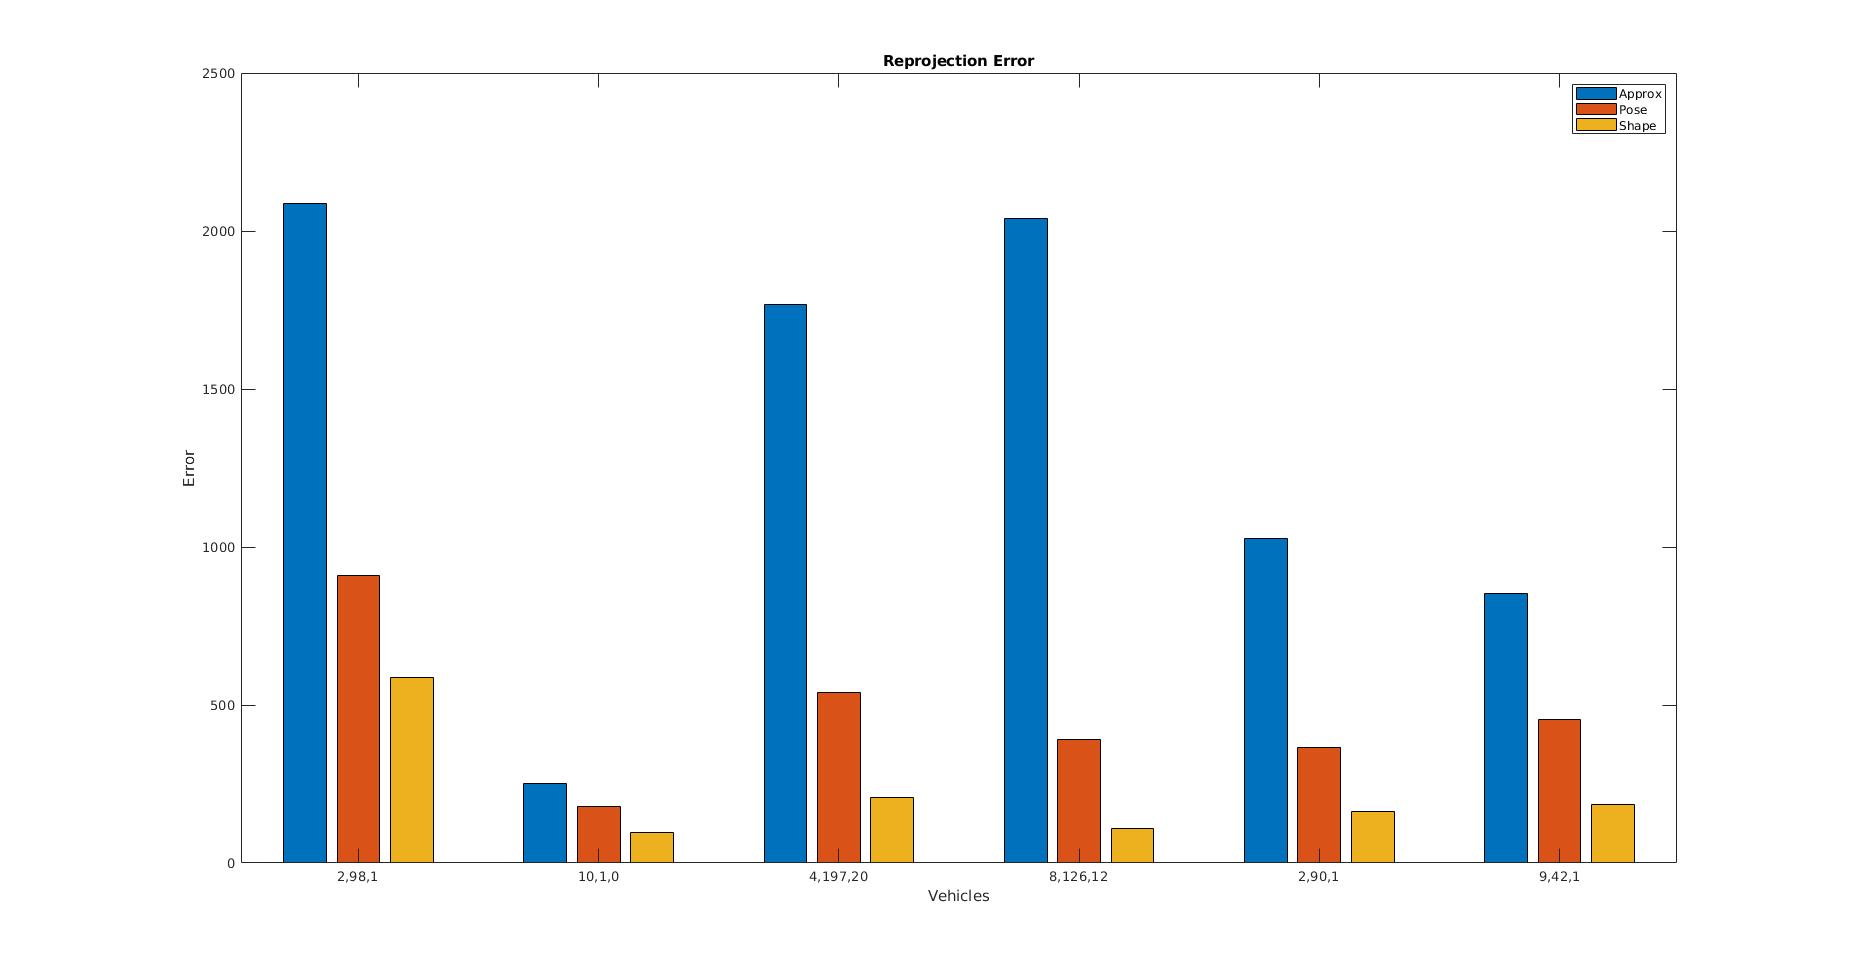 Reprojection Error
2500
2000
1500
1000
500
0
Error
Approx
Pose
Shape
2,98,1 10,1,0 4,197,20 8,126,12 2,90,1 9,42,1
Vehicles